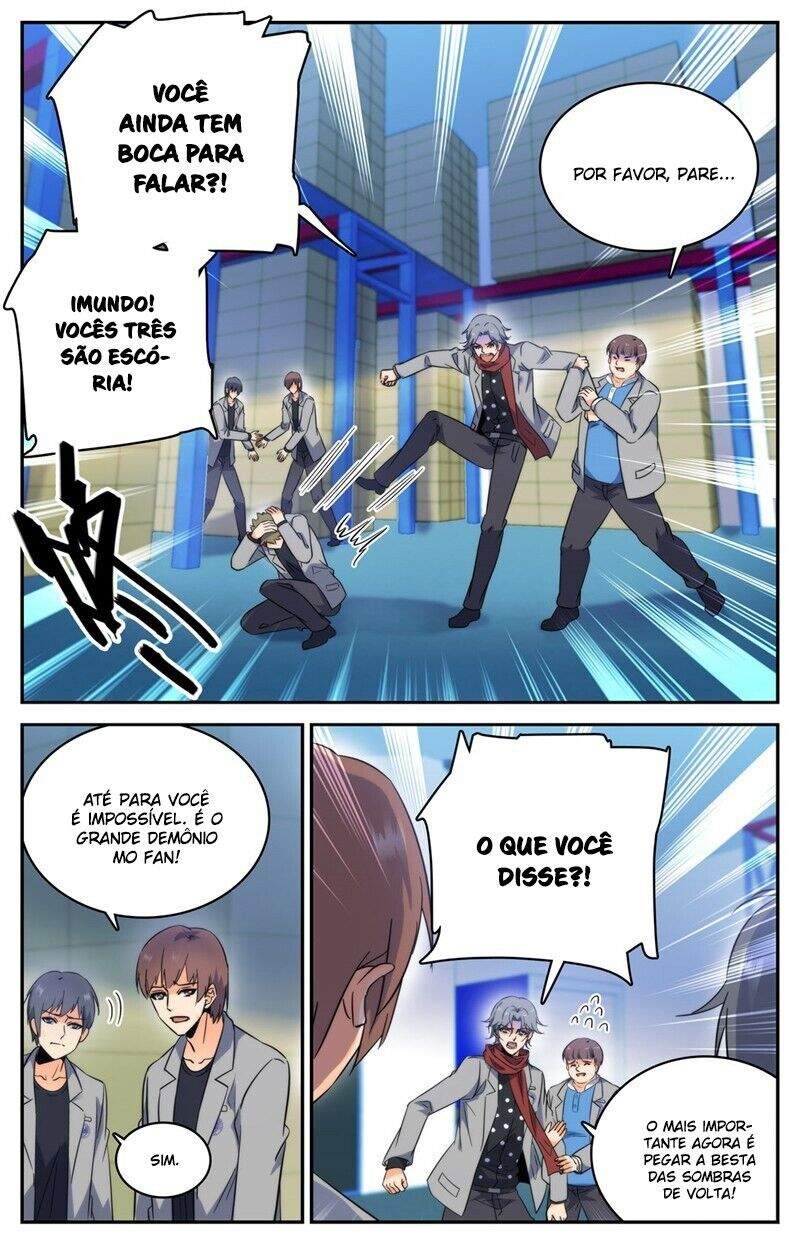 VOCÊ
AINDA TEM
BOCA PARA
FALAR?!
POR FAVOR, PARE...
IMUNDO!
VOCÊS TRÊS
SÃO ESCÓ-
RIA!
ATÉ PARA VOCÊ
É IMPOSSÍVEL. É O
GRANDE DEMÔNIO
MO FAN!
SIM.
O QUE VOCÊ
DISSE?!
O MAIS IMPOR-
TANTE AGORA É
PEGAR A BESTA
DAS SOMBRAS
DE VOLTA!